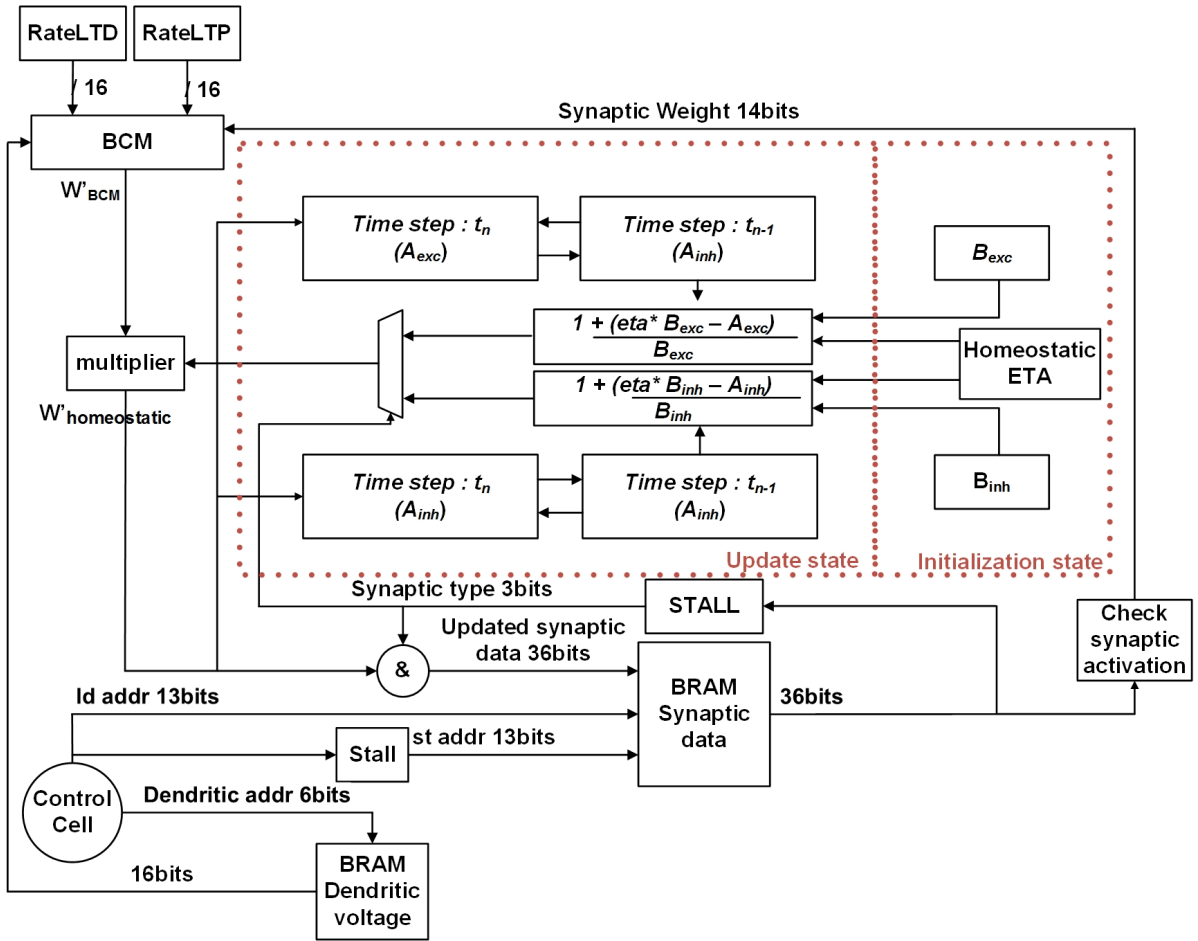 RateLTD
RateLTP
16
16
BCM
Synaptic Weight 14bits
W'BCM
Time step : tn
(Aexc)
Time step : tn-1
(Ainh)
Bexc
1 + (eta* Bexc – Aexc)
Bexc
multiplier
Homeostatic
ETA
1 + (eta* Binh – Ainh)
Binh
W'homeostatic
Time step : tn
(Ainh)
Time step : tn-1
(Ainh)
Binh
Update state
Initialization state
Synaptic type 3bits
STALL
Check
synaptic
activation
Updated synaptic
data 36bits
&
BRAM
Synaptic
data
36bits
ld addr 13bits
Stall
st addr 13bits
Control
Cell
Dendritic addr 6bits
BRAM
Dendritic
voltage
16bits